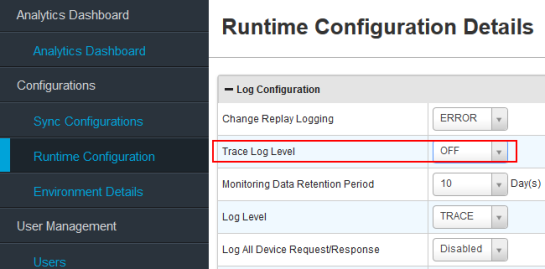 Analytics Dashboard
Analytics Dashboard
Configurations
Sync Configurations
Runtime Configuration
Environment Details
User Management
Users
Runtime Configuration Details
Log Configuration
Change Replay Logging ERROR
Trace Log Level OFF
Monitoring Data Retention Period 10 Day(s)
Log Level TRACE
Log All Device Request/Response Disabled